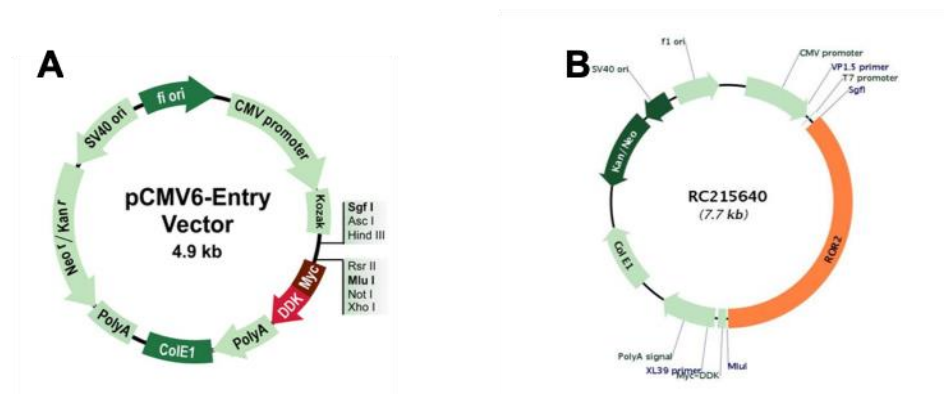 A
fi ori
SV40 ori
CMV promoter
Kozak
Neo r / Kan r
pCMV6-Entry
Vector
4.9 kb
Sgf I
Asc I
Hind III
Rsr II
Mlu I
Not I
Xho I
Myc
DDK
PolyA
ColE1
PolyA
B
f1 ori
SV40 ori
CMV promoter
VP1.5 primer
T7 promoter
SgfI
Kan/Neo
RC215640
(7.7 kb)
ROR2
Col E1
PolyA signal
XL39 primer
Myc-DDK
MluI